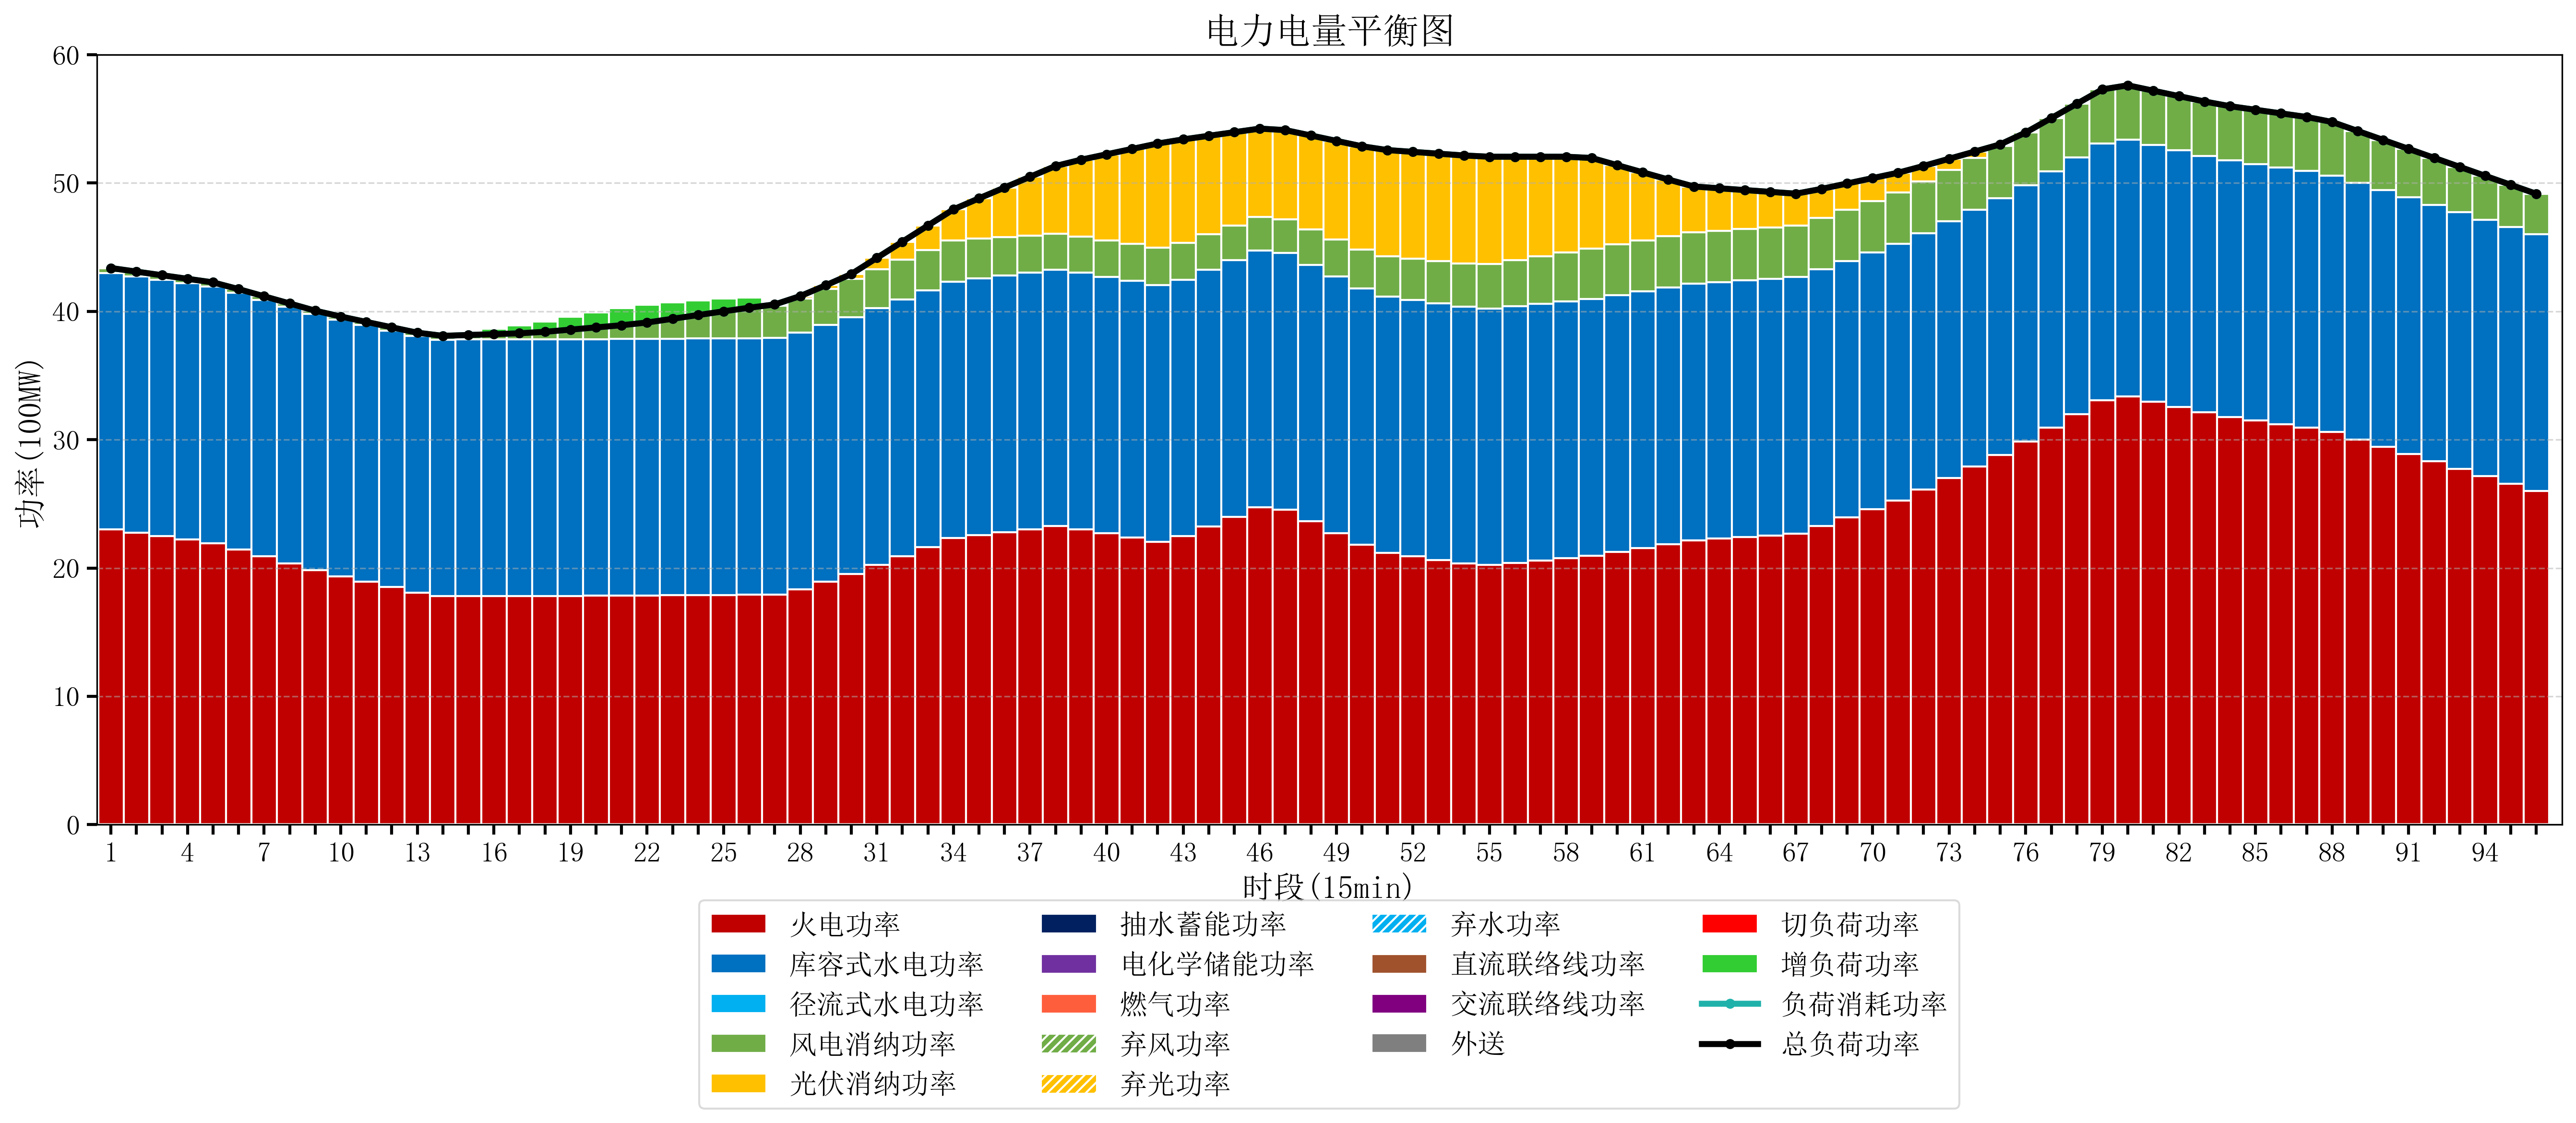 电力电量平衡图
60
50
40
30
20
10
0
功率(100MW)
1 4 7 10 13 16 19 22 25 28 31 34 37 40 43 46 49 52 55 58 61 64 67 70 73 76 79 82 85 88 91 94
时段(15min)
火电功率
库容式水电功率
径流式水电功率
风电消纳功率
光伏消纳功率
抽水蓄能功率
电化学储能功率
燃气功率
弃风功率
弃光功率
弃水功率
直流联络线功率
交流联络线功率
外送
切负荷功率
增负荷功率
负荷消耗功率
总负荷功率